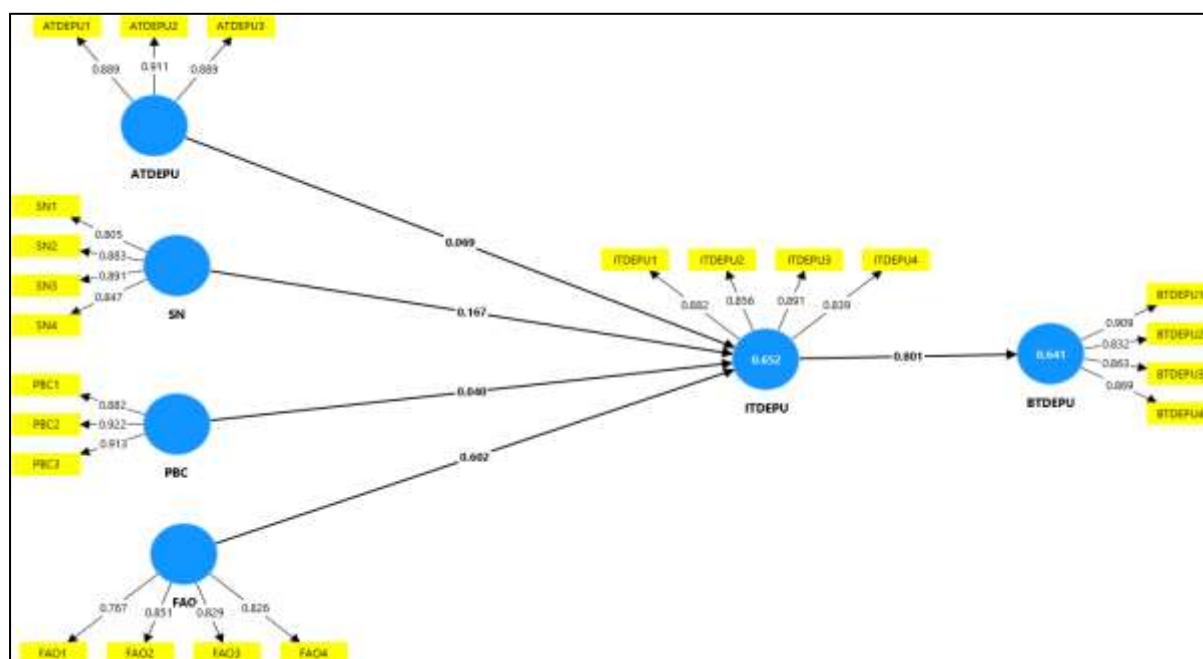 ATDEPU1 ATDEPU2 ATDEPU3
0.889 0.911 0.889
ATDEPU
SN1
SN2
SN3
SN4
0.805
0.883
0.891
0.847
SN
PBC1
PBC2
PBC3
0.882
0.922
0.913
PBC
FAO
0.767 0.851 0.829 0.826
FAO1 FAO2 FAO3 FAO4
0.069
0.167
0.040
0.602
ITDEPU1 ITDEPU2 ITDEPU3 ITDEPU4
0.882 0.856 0.891 0.839
0.652
ITDEPU
0.801
0.641
BTDEPU
0.909
0.832
0.863
0.869
BTDEPU1
BTDEPU2
BTDEPU3
BTDEPU4